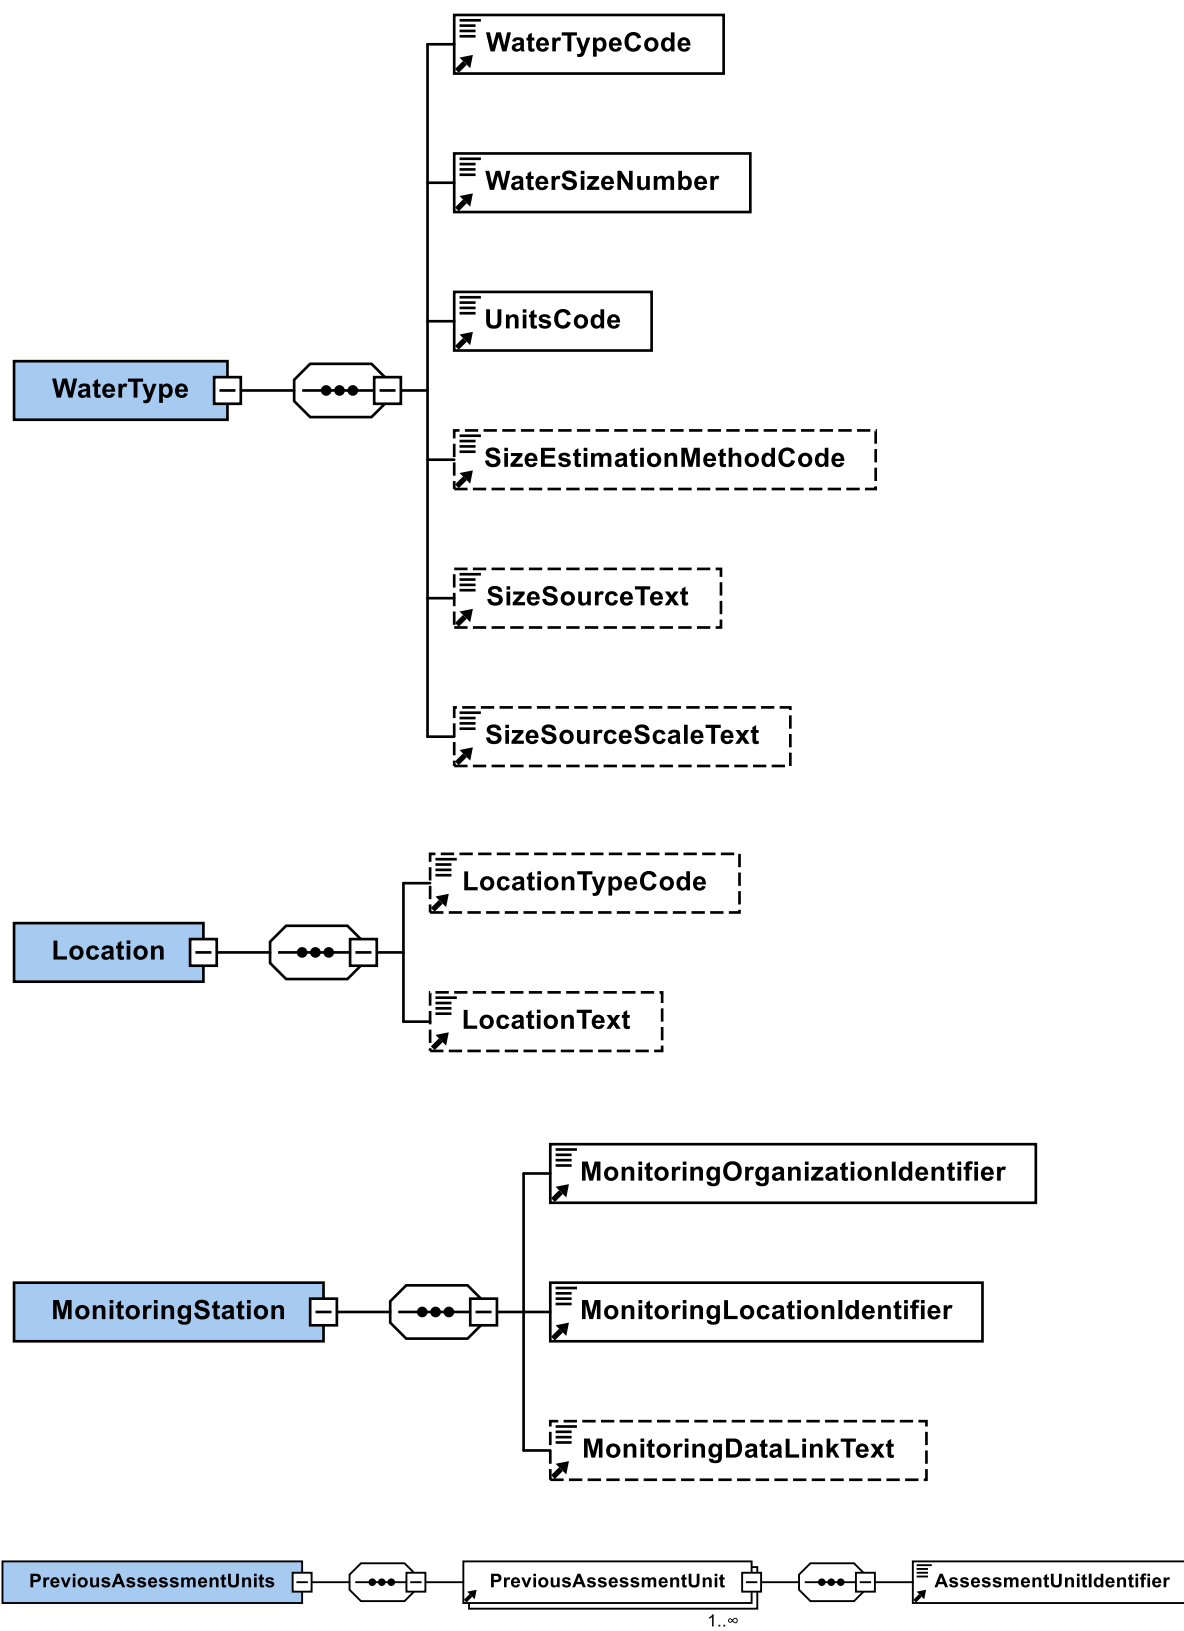 WaterTypeCode
WaterSizeNumber
UnitsCode
WaterType
SizeEstimationMethodCode
SizeSourceText
SizeSourceScaleText
LocationTypeCode
Location
LocationText
MonitoringOrganizationIdentifier
MonitoringStation
MonitoringLocationIdentifier
MonitoringDataLinkText
PreviousAssessmentUnits
PreviousAssessmentUnit
AssessmentUnitIdentifier
1..∞